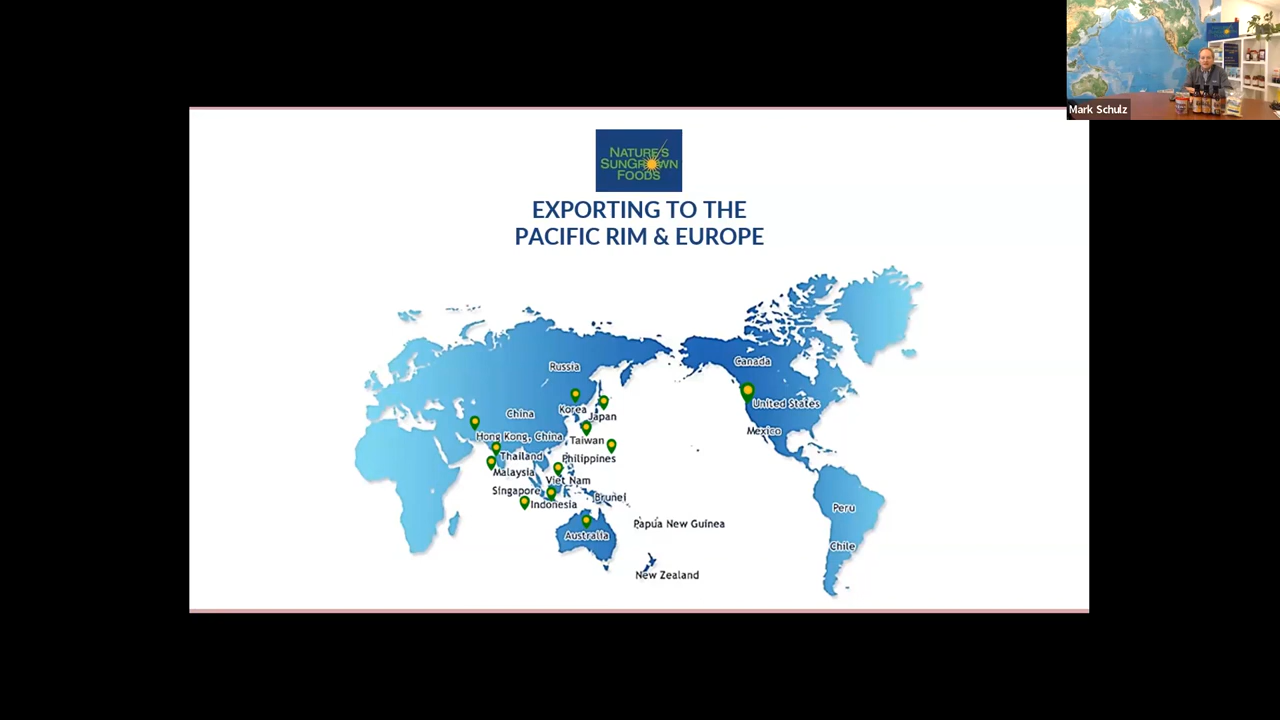 Mark Schulz
NATURE'S
SUNGROWN
FOODS
EXPORTING TO THE
PACIFIC RIM & EUROPE
Canada
Russia
United States
Korea
China
Japan
Mexico
Hong Kong, China
Taiwan
Thailand
Philippines
Malaysia
Viet Nam
Singapore
Brunei
Indonesia
Peru
Papua New Guinea
Australia
Chile
New Zealand